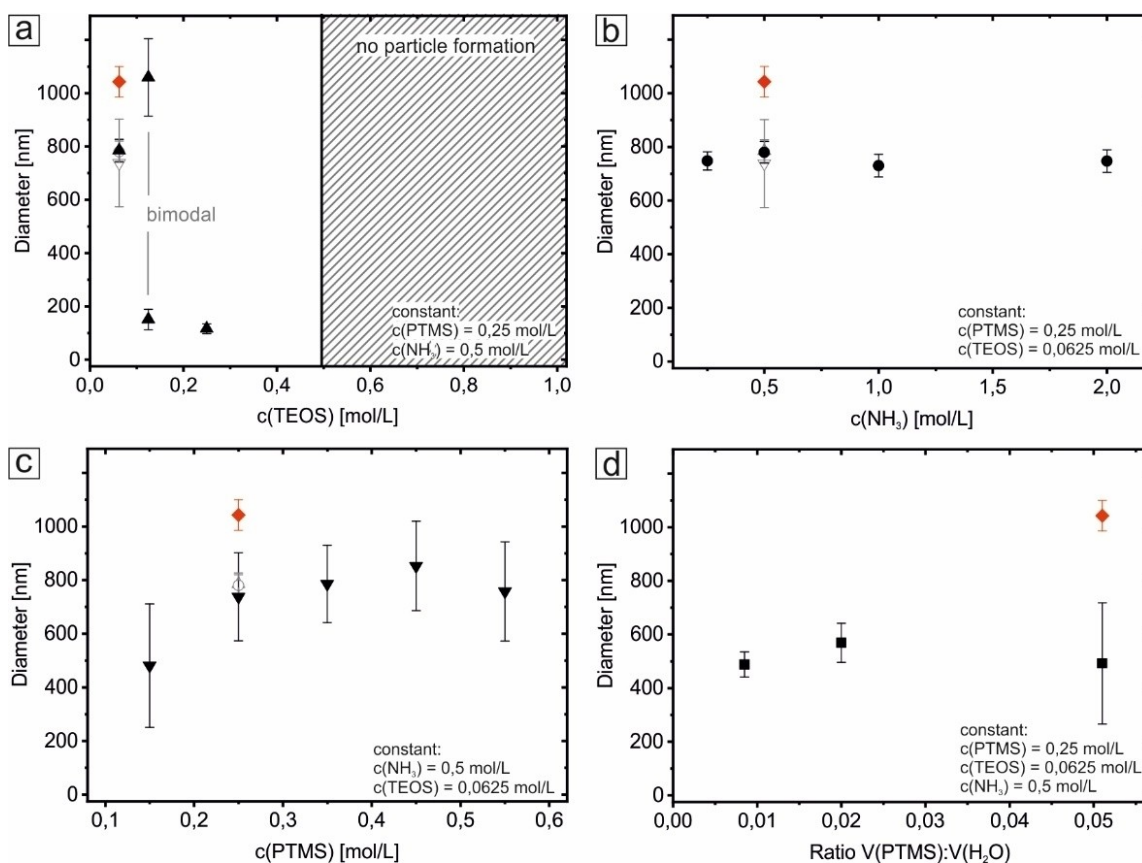 a
no particle formation
bimodal
constant:
c(PTMS) = 0,25 mol/L
c(NH₃) = 0,5 mol/L
Diameter [nm]
1000
800
600
400
200
0
0,0 0,2 0,4 0,6 0,8 1,0
c(TEOS) [mol/L]
b
constant:
c(PTMS) = 0,25 mol/L
c(TEOS) = 0,0625 mol/L
Diameter [nm]
1000
800
600
400
200
0
0,5 1,0 1,5 2,0
c(NH₃) [mol/L]
c
constant:
c(NH₃) = 0,5 mol/L
c(TEOS) = 0,0625 mol/L
Diameter [nm]
1000
800
600
400
200
0
0,1 0,2 0,3 0,4 0,5 0,6
c(PTMS) [mol/L]
d
constant:
c(PTMS) = 0,25 mol/L
c(TEOS) = 0,0625 mol/L
c(NH₃) = 0,5 mol/L
Diameter [nm]
1000
800
600
400
200
0
0,01 0,02 0,03 0,04 0,05
Ratio V(PTMS):V(H₂O)